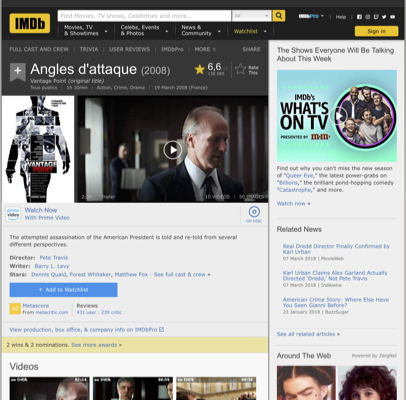 IMDb
Find Movies, TV shows, Celebrities and more...
All
IMDbPro
Help
Movies, TV & Showtimes
Celebs, Events & Photos
News & Community
Watchlist
Sign in
FULL CAST AND CREW | TRIVIA | USER REVIEWS | IMDbPro | MORE
SHARE
Angles d'attaque (2008)
Vantage Point (original title)
Tous publics | 1h 30min | Action, Crime, Drama | 19 March 2008 (France)
6,6
Rate This
VANTAGE POINT
Trailer
10 VIDEOS
50 IMAGES
prime video
Watch Now
With Prime Video
ON DISC
The attempted assassination of the American President is told and re-told from several different perspectives.
Director: Pete Travis
Writer: Barry L. Levy
Stars: Dennis Quaid, Forest Whitaker, Matthew Fox | See full cast & crew »
+ Add to Watchlist
Metascore
From metacritic.com
Reviews
431 user | 239 critic
View production, box office, & company info on IMDbPro
2 wins & 2 nominations. See more awards »
Videos
The Shows Everyone Will Be Talking About This Week
IMDb's
WHAT'S ON TV
PRESENTED BY M&M's
Find out why you can't miss the new season of "Queer Eye," the latest power-grabs on "Billions," the brilliant pond-hopping comedy "Catastrophe," and more.
Watch now »
Related News
Real Dredd Director Finally Confirmed by Karl Urban
07 March 2018 | MovieWeb
Karl Urban Claims Alex Garland Actually Directed 'Dredd,' Not Pete Travis
07 March 2018 | Indiewire
American Crime Story: Where Else Have You Seen Gianni Before?
23 January 2018 | BuzzSugar
See all related articles »
Around The Web
Powered by ZergNet